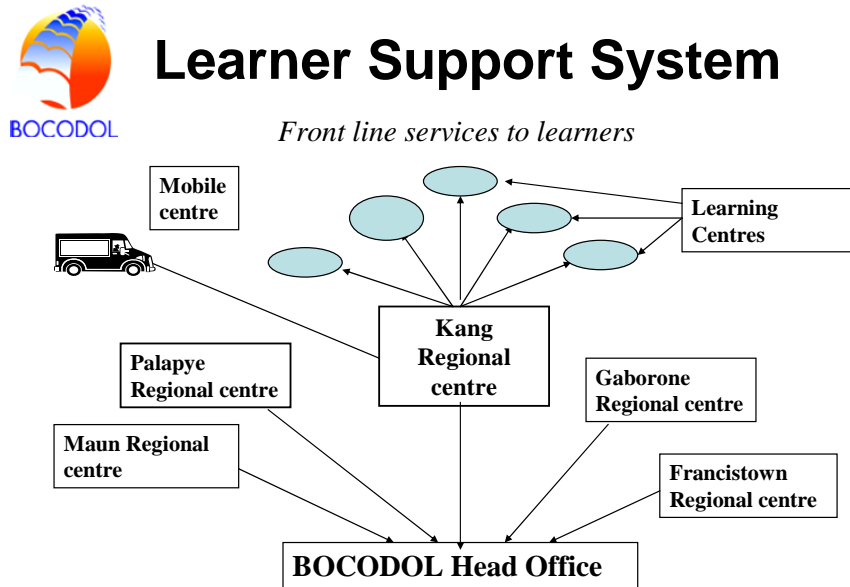 Learner Support System
BOCODOL
Front line services to learners
Mobile
centre
Learning
Centres
Kang
Regional
centre
Palapye
Regional centre
Gaborone
Regional centre
Maun Regional
centre
Francistown
Regional centre
BOCODOL Head Office